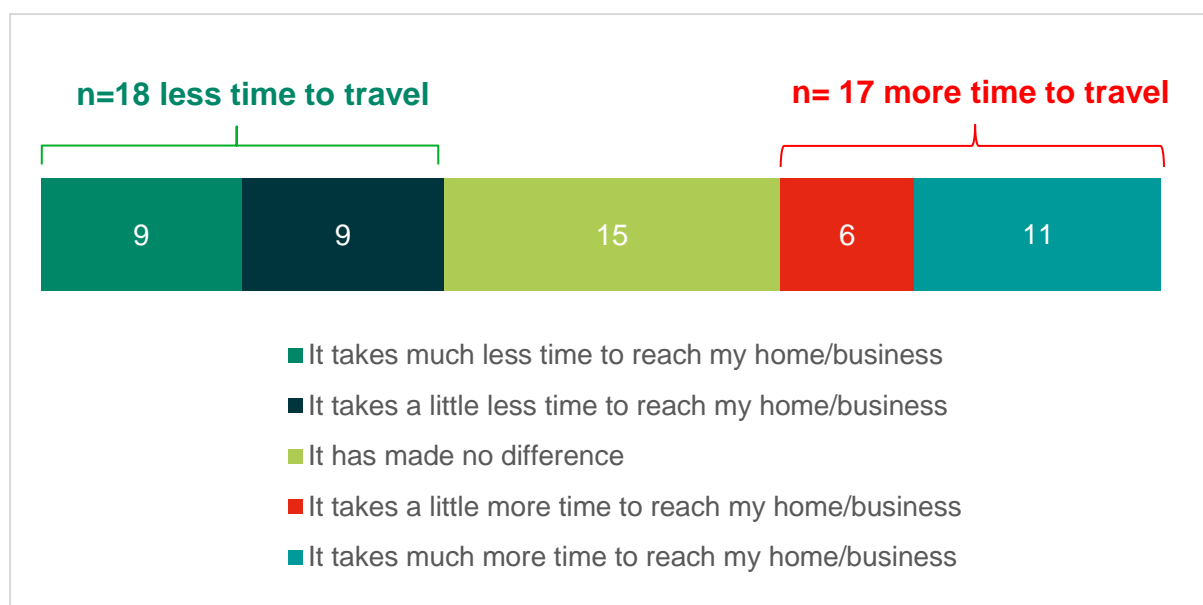 n=18 less time to travel
n= 17 more time to travel
9
9
15
6
11
It takes much less time to reach my home/business
It takes a little less time to reach my home/business
It has made no difference
It takes a little more time to reach my home/business
It takes much more time to reach my home/business